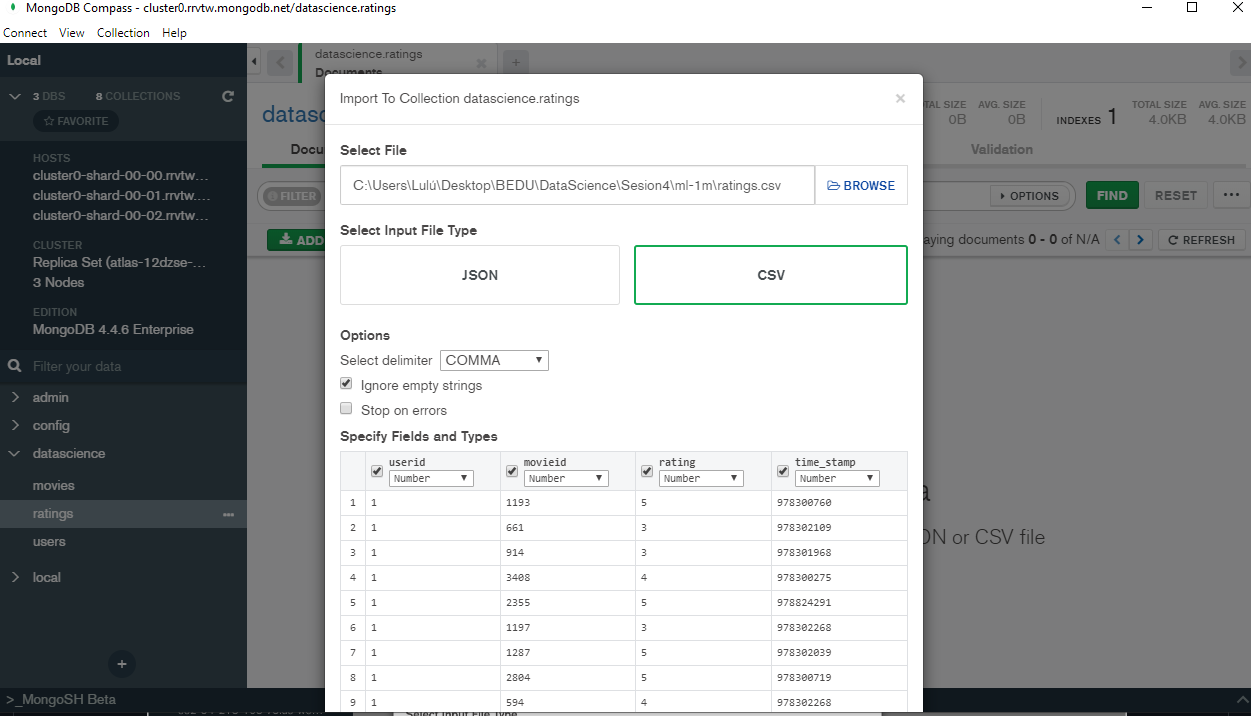 MongoDB Compass - cluster0.rrvtw.mongodb.net/datascience.ratings
Connect View Collection Help
Local
3 DBS 8 COLLECTIONS
FAVORITE
HOSTS
cluster0-shard-00-00.rrvtw...
cluster0-shard-00-01.rrvtw....
cluster0-shard-00-02.rrvtw...
CLUSTER
Replica Set (atlas-12dzse-...
3 Nodes
EDITION
MongoDB 4.4.6 Enterprise
Filter your data
admin
config
datascience
movies
ratings
users
local
>_MongoSH Beta
datascience.ratings
Documents
AVG. SIZE
0B 0B
INDEXES 1
TOTAL SIZE AVG. SIZE
4.0KB 4.0KB
Validation
FILTER
OPTIONS
FIND
RESET
ADD
documents 0 - 0 of N/A
REFRESH
or CSV file
Import To Collection datascience.ratings
Select File
C:\Users\Lulú\Desktop\BEDU\DataScience\Sesion4\ml-1m\ratings.csv
BROWSE
Select Input File Type
JSON CSV
Options
Select delimiter COMMA
Ignore empty strings
Stop on errors
Specify Fields and Types
userid movieid rating time_stamp
Number Number Number Number
1 1 1193 5 978300760
2 1 661 3 978302109
3 1 914 3 978301968
4 1 3408 4 978300275
5 1 2355 5 978824291
6 1 1197 3 978302268
7 1 1287 5 978302039
8 1 2804 5 978300719
9 1 594 4 978302268
Select Input File Type